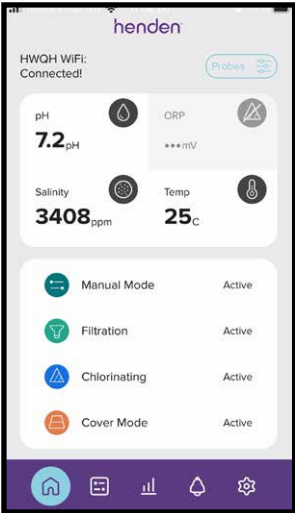 henden
HWQH WiFi:
Connected!
Probes
pH
7.2pH
ORP
•••mV
Salinity
3408ppm
Temp
25C
Manual Mode Active
Filtration Active
Chlorinating Active
Cover Mode Active